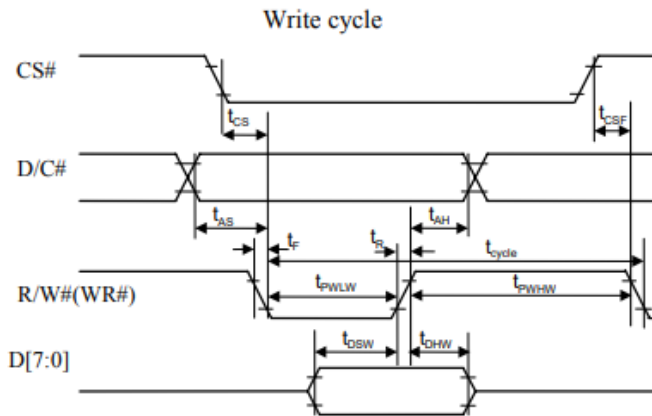 Write cycle
CS#
tCS
tCSF
D/C#
tAS
tAH
tF
tR
tcycle
R/W#(WR#)
tPWLW
tPWHW
tDSW
tDHW
D[7:0]